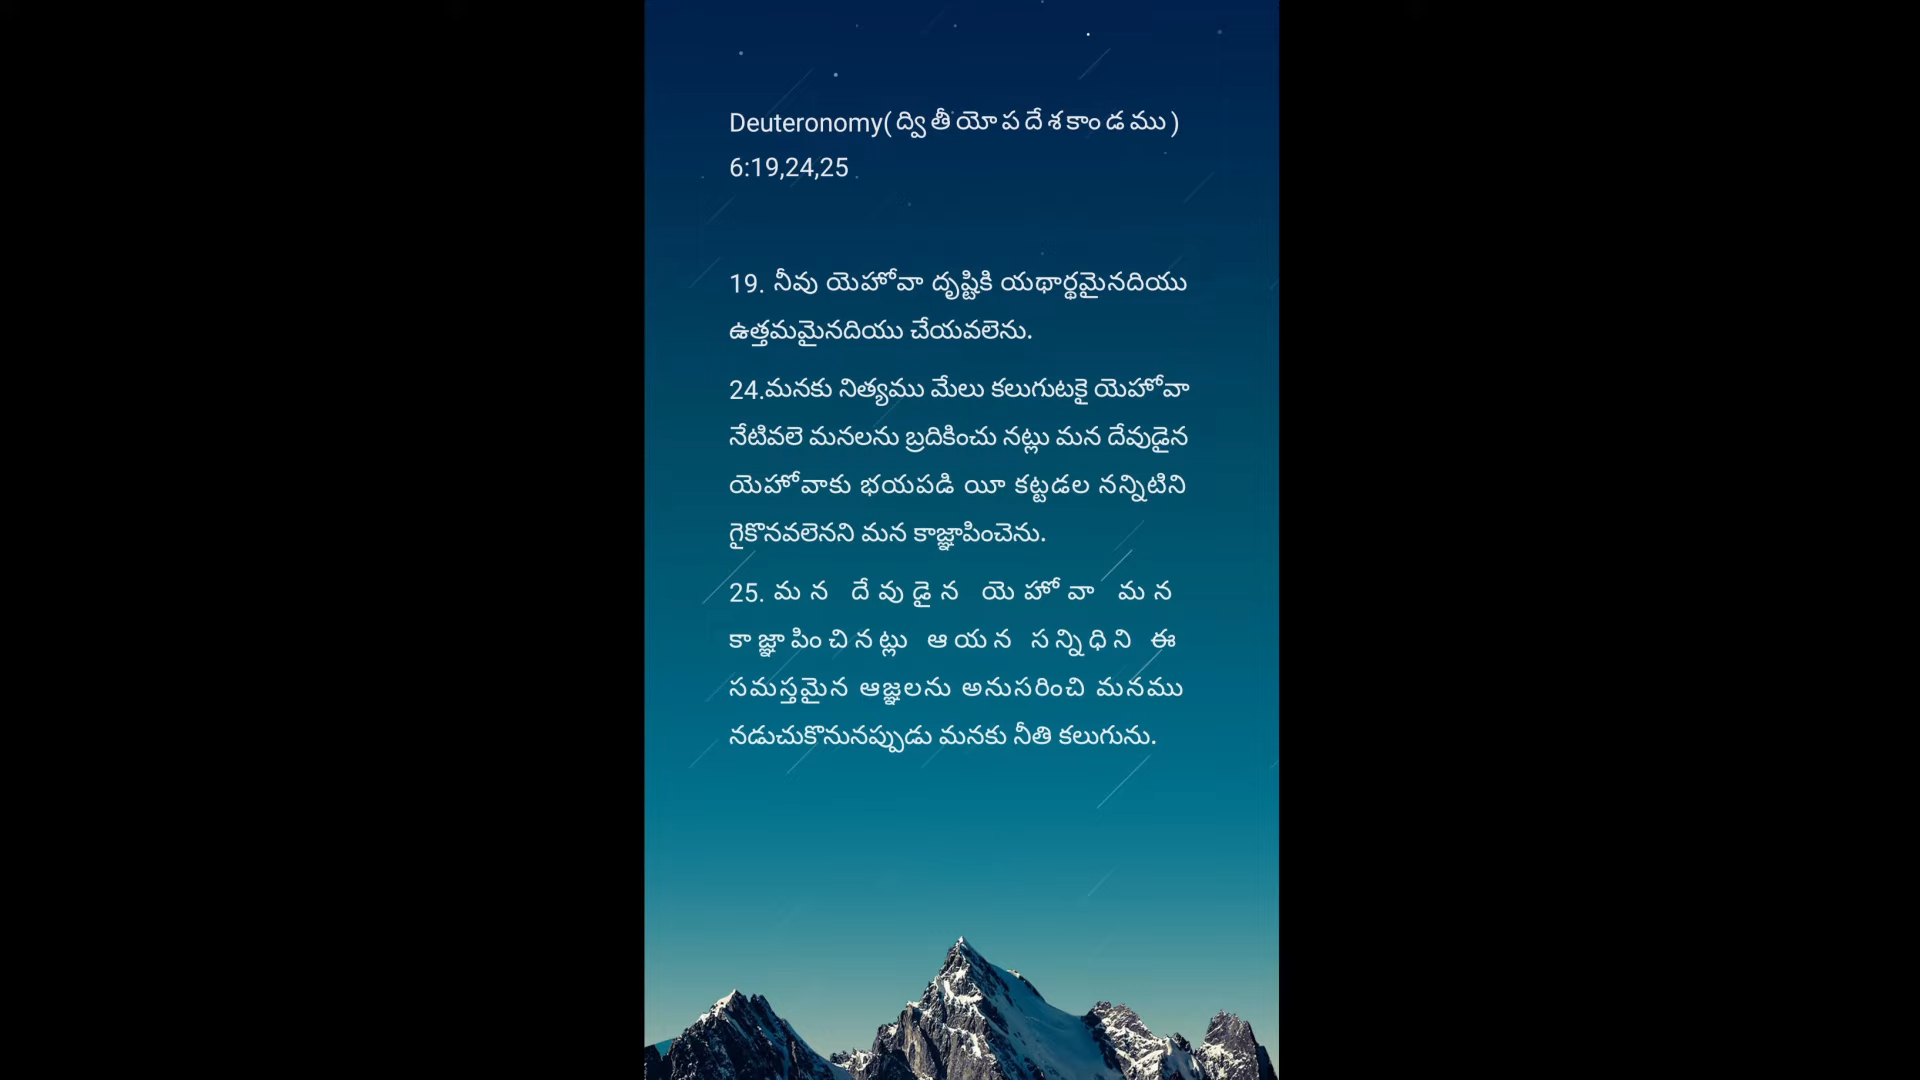 Deuteronomy(ద్వితీయోపదేశకాండము)
6:19,24,25
19. నీవు యెహోవా దృష్టికి యథార్థమైనదియు
ఉత్తమమైనదియు చేయవలెను.
24.మనకు నిత్యము మేలు కలుగుటకై యెహోవా
నేటివలె మనలను బ్రదికించు నట్లు మన దేవుడైన
యెహోవాకు భయపడి యీ కట్టడల నన్నిటిని
గైకొనవలెనని మన కాజ్ఞాపించెను.
25. మన దేవుడైన యెహోవా మన
కాజ్ఞాపించినట్లు ఆయన సన్నిధిని ఈ
సమస్తమైన ఆజ్ఞలను అనుసరించి మనము
నడుచుకొనునప్పుడు మనకు నీతి కలుగును.